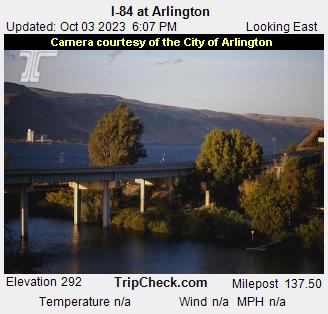 I-84 at Arlington
Updated: Oct 03 2023 6:07 PM Looking East
Camera courtesy of the City of Arlington
Elevation 292 TripCheck.com Milepost 137.50
Temperature n/a Wind n/a MPH n/a